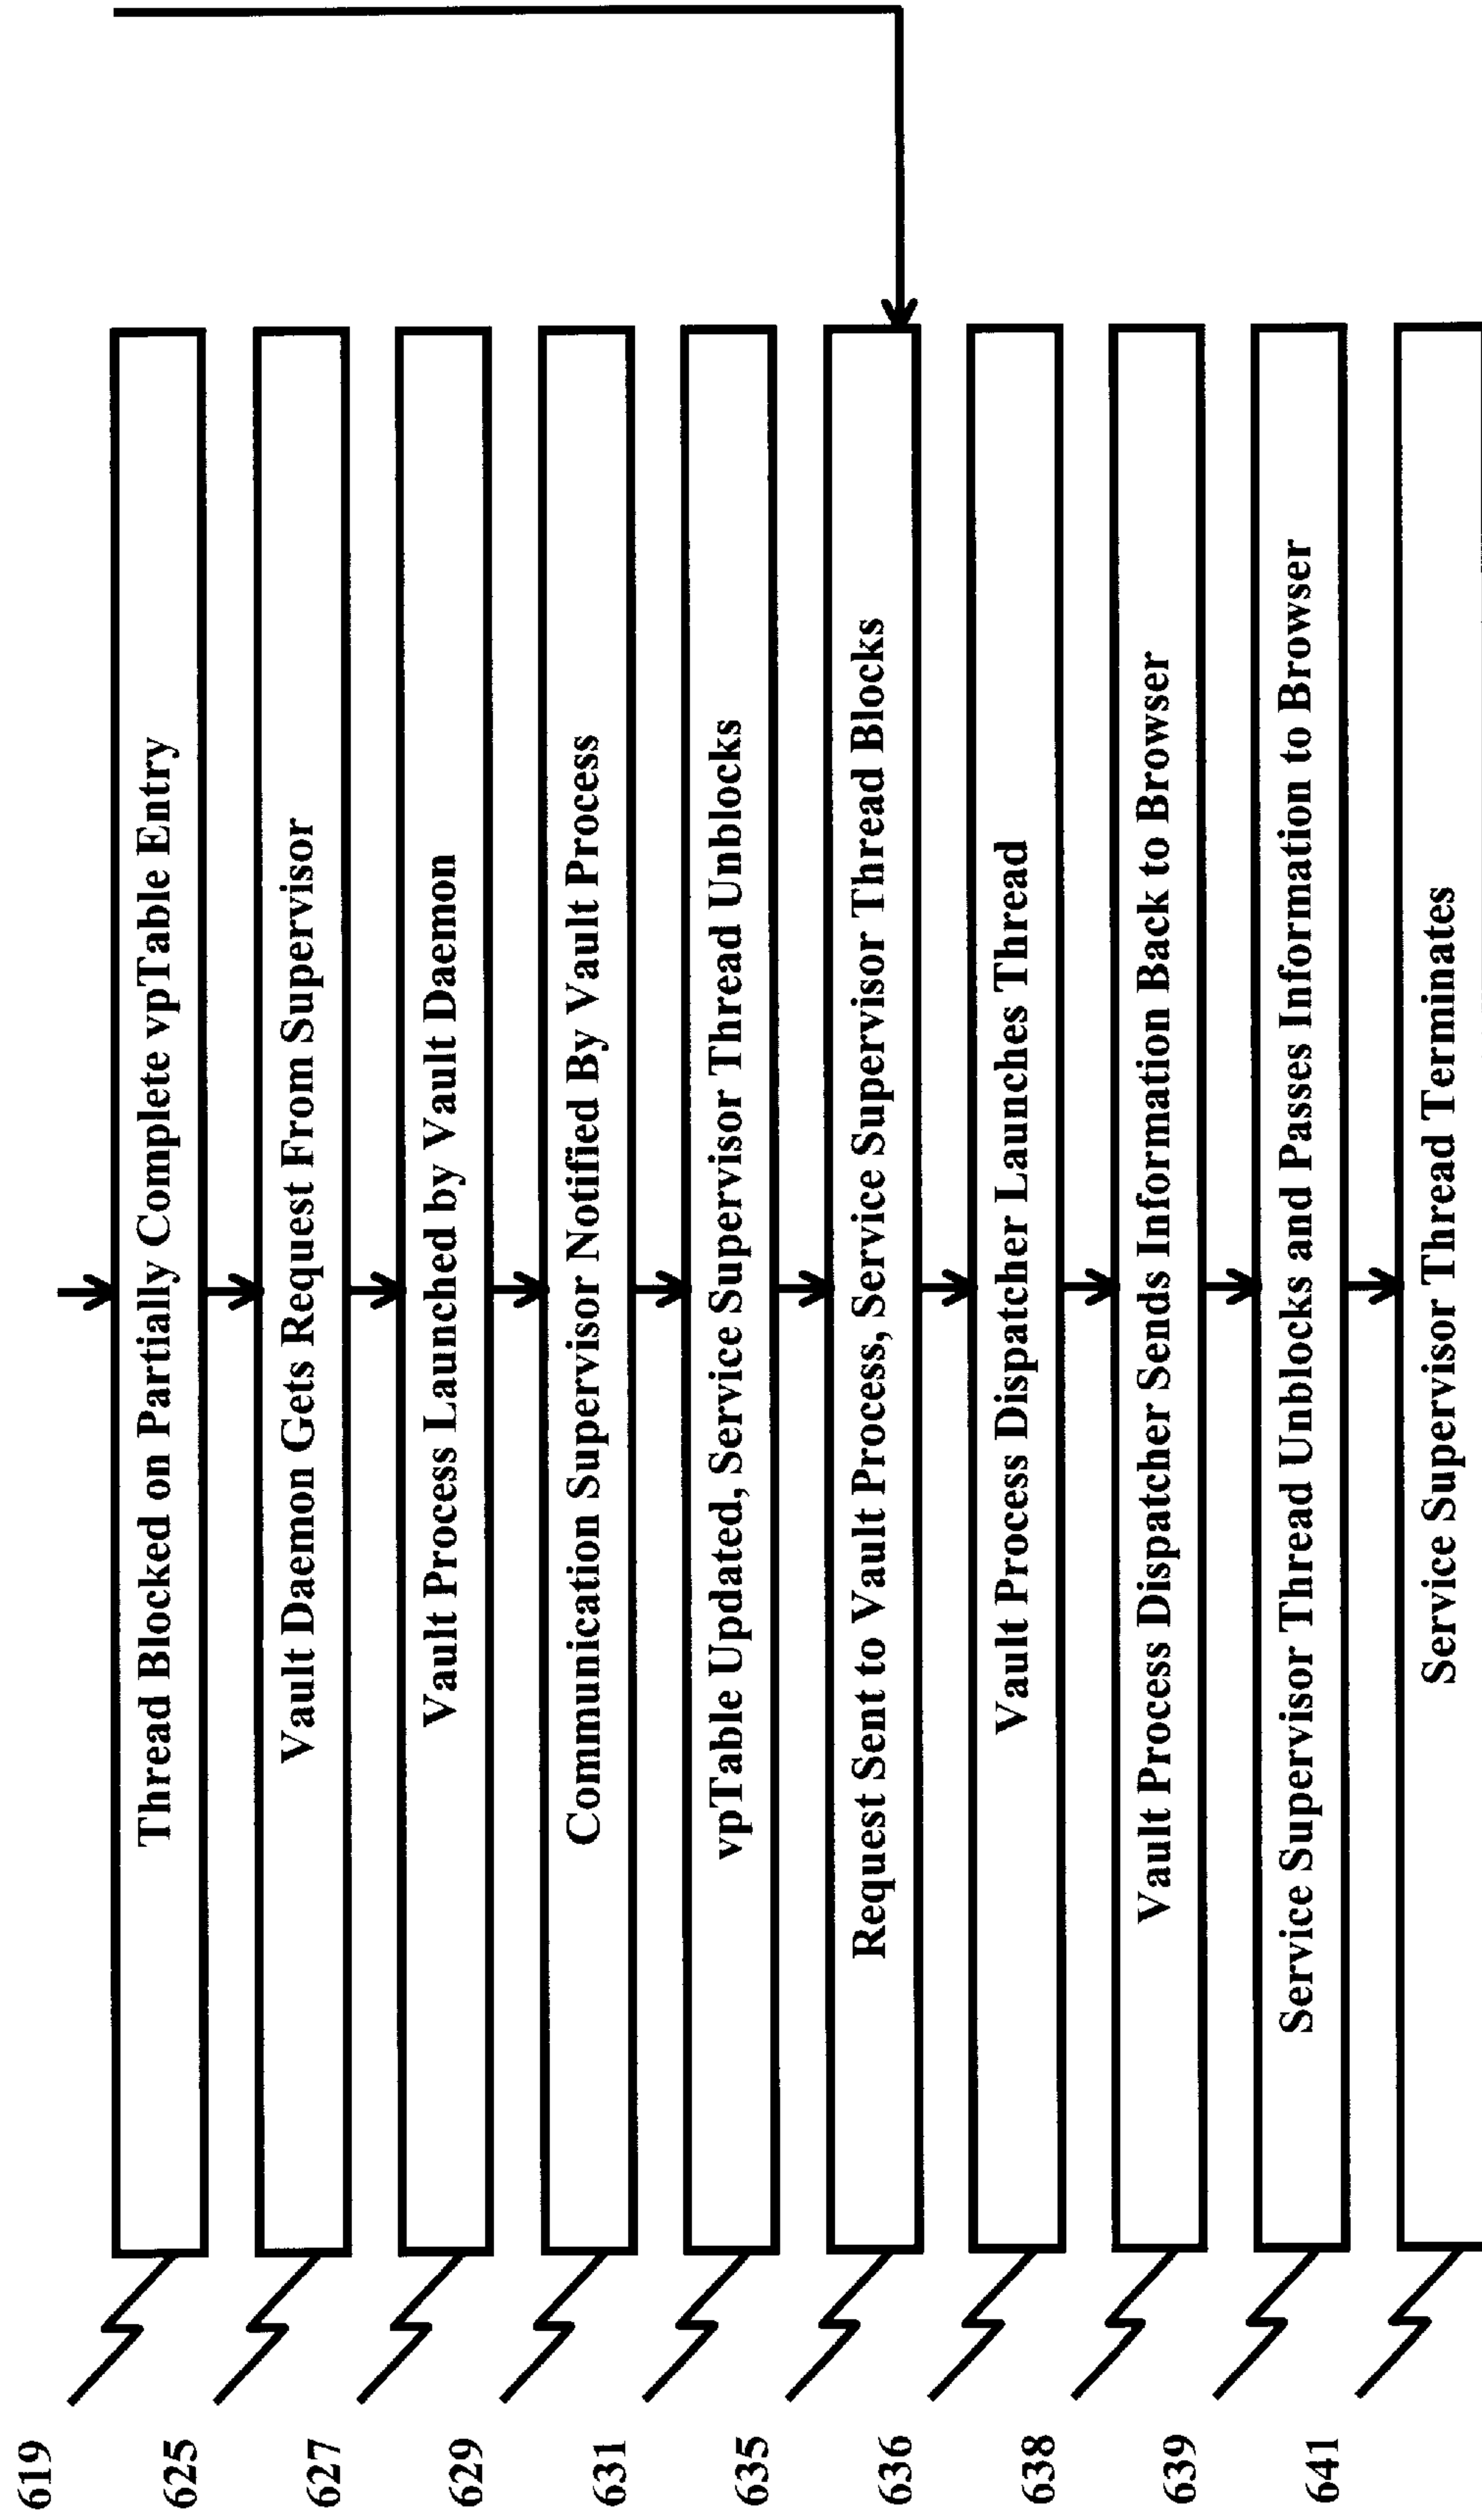 619
Thread Blocked on Partially Complete vpTable Entry
625
Vault Daemon Gets Request From Supervisor
627
Vault Process Launched by Vault Daemon
629
Communication Supervisor Notified By Vault Process
631
vpTable Updated, Service Supervisor Thread Unblocks
635
Request Sent to Vault Process, Service Supervisor Thread Blocks
636
Vault Process Dispatcher Launches Thread
638
Vault Process Dispatcher Sends Information Back to Browser
639
Service Supervisor Thread Unblocks and Passes Information to Browser
641
Service Supervisor Thread Terminates